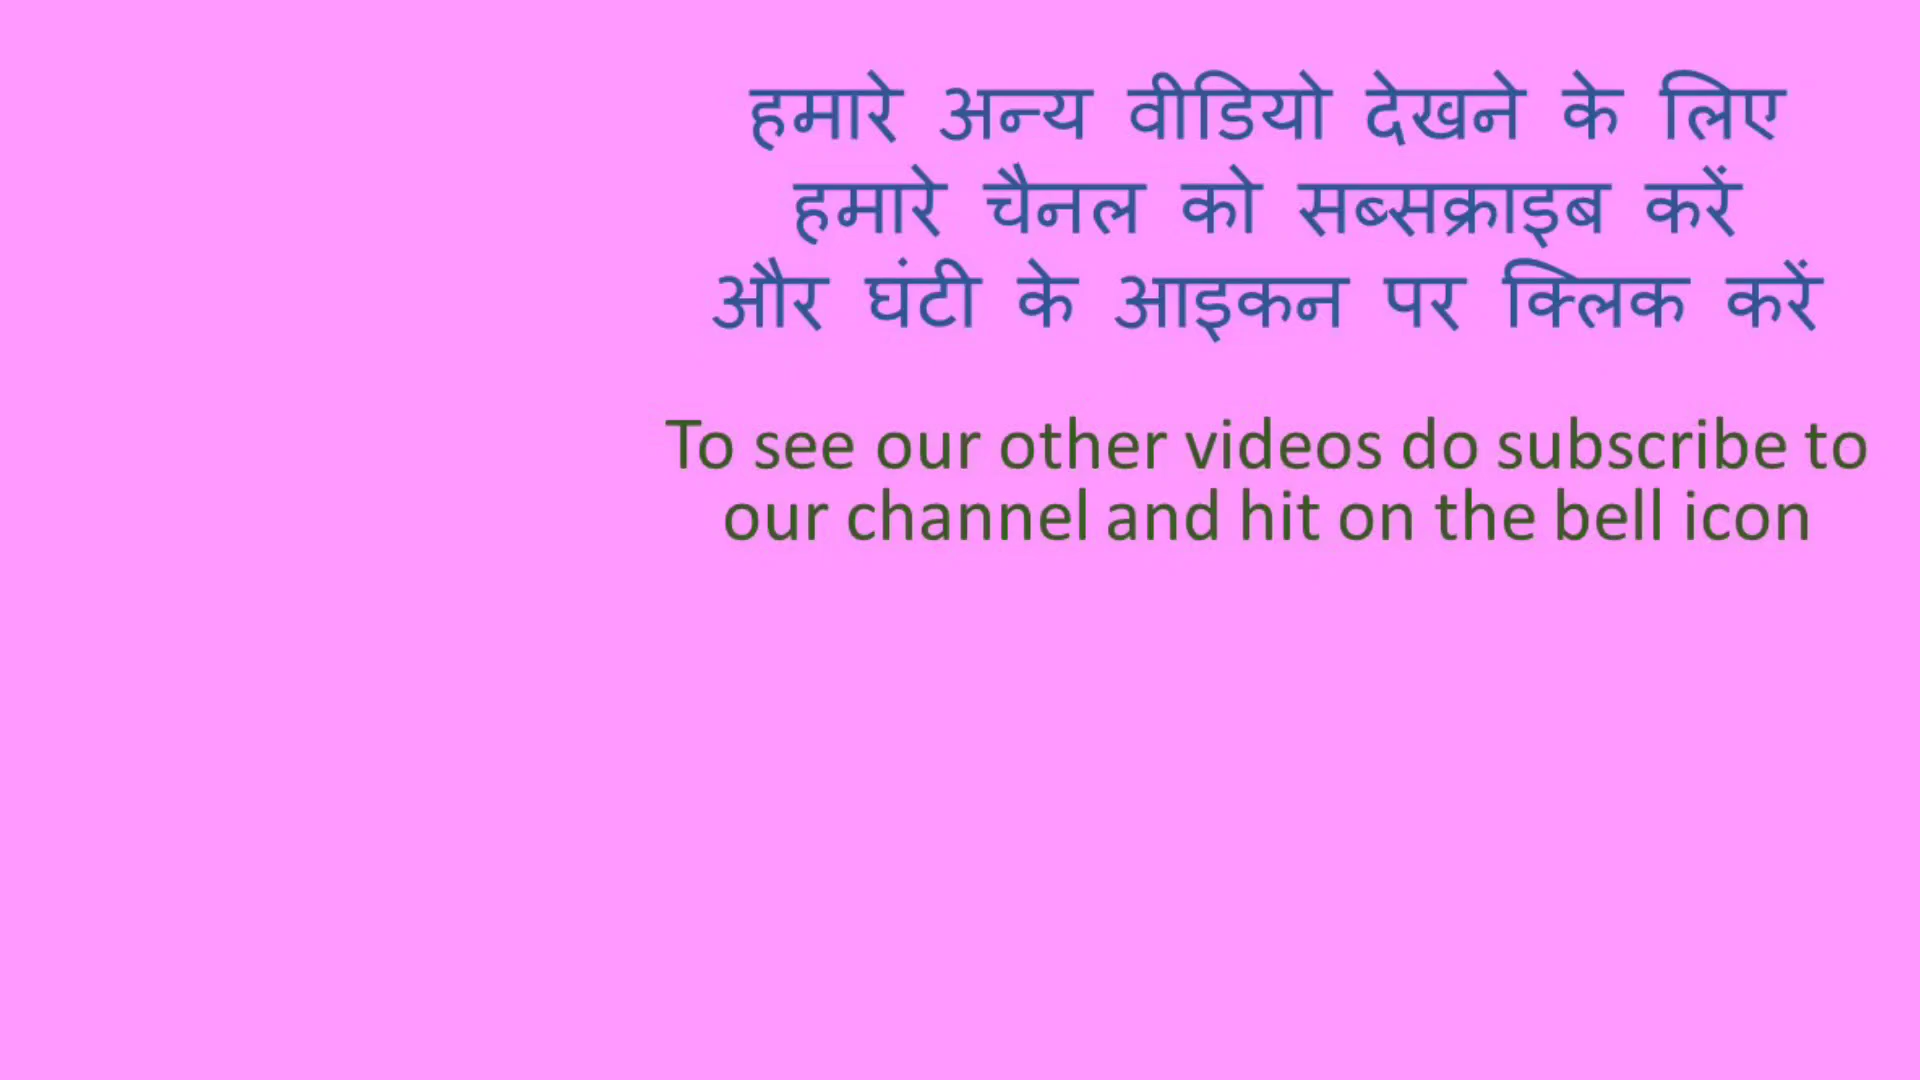 हमारे अन्य वीडियो देखने के लिए
हमारे चैनल को सब्सक्राइब करें
और घंटी के आइकन पर क्लिक करें
To see our other videos do subscribe to
our channel and hit on the bell icon